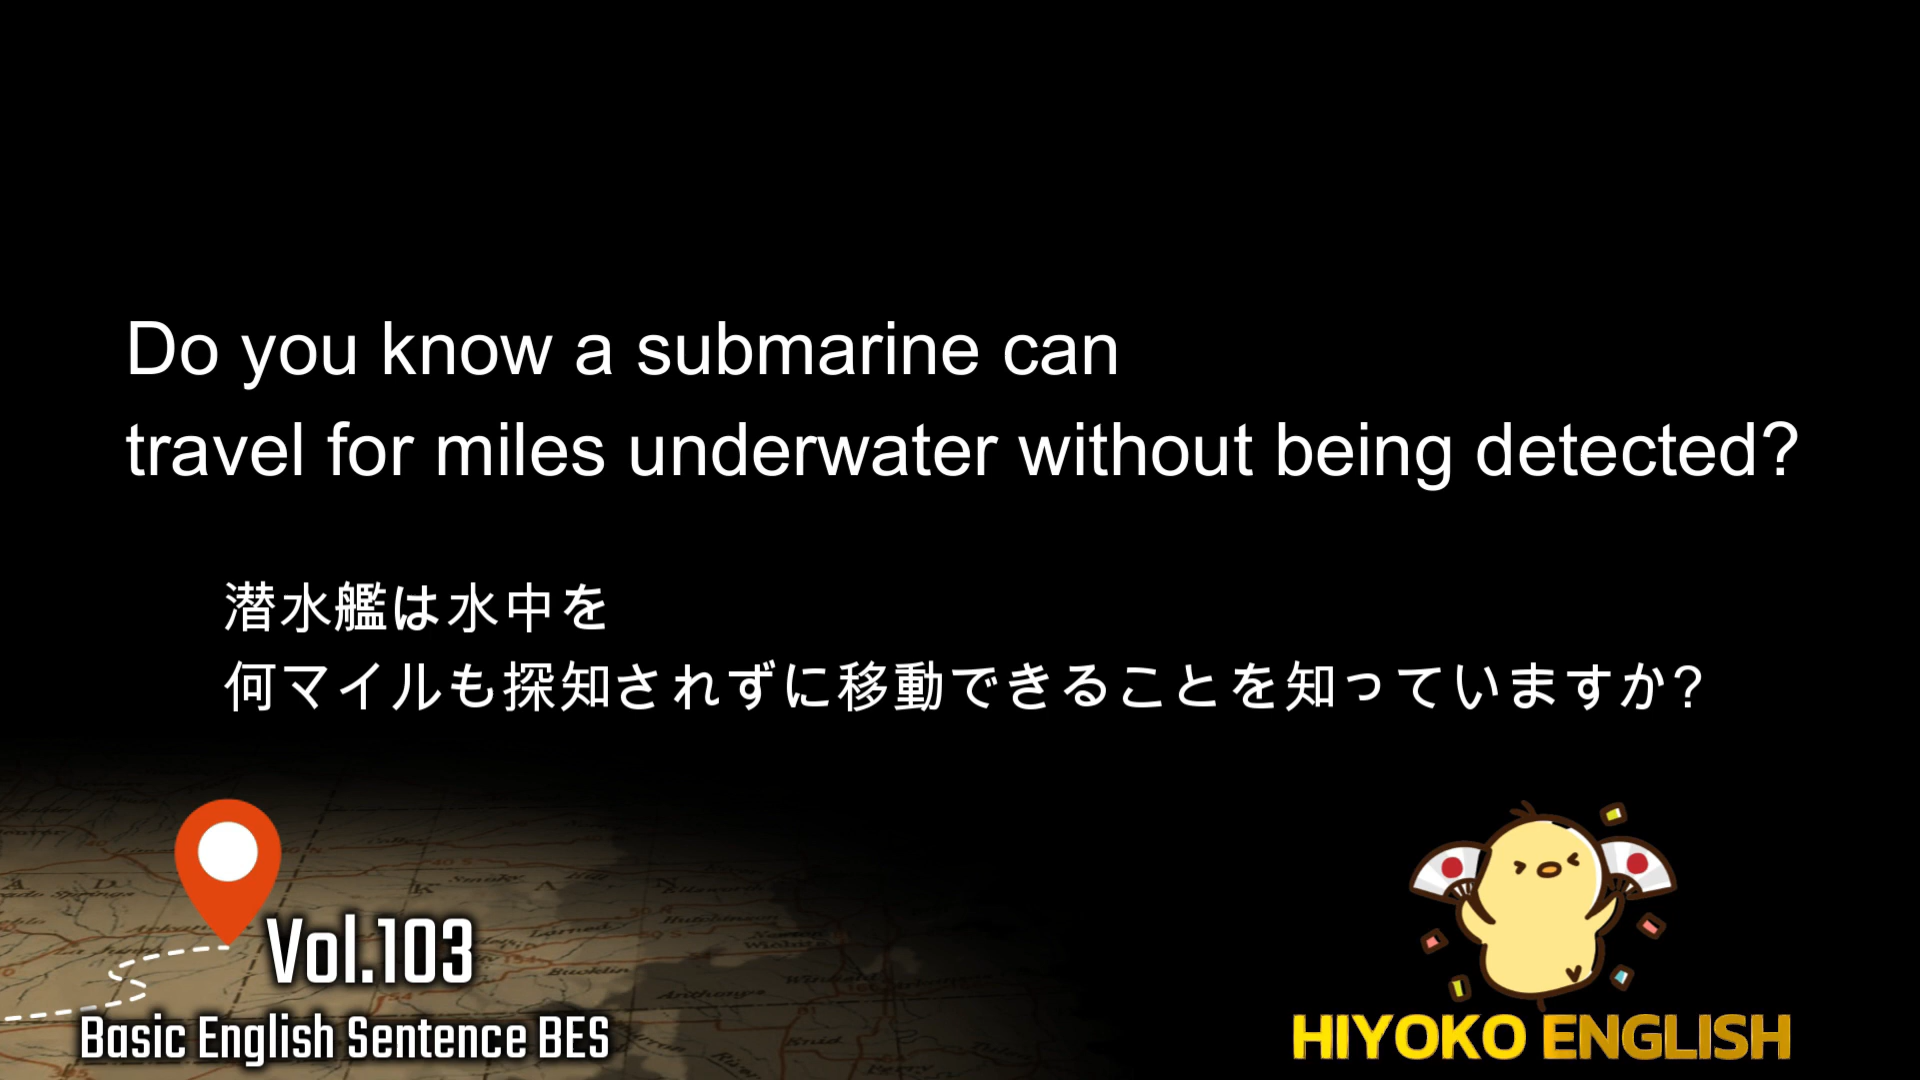 Do you know a submarine can
travel for miles underwater without being detected?
潜水艦は水中を
何マイルも探知されずに移動できることを知っていますか?
Vol.103
Basic English Sentence BES
HIYOKO ENGLISH